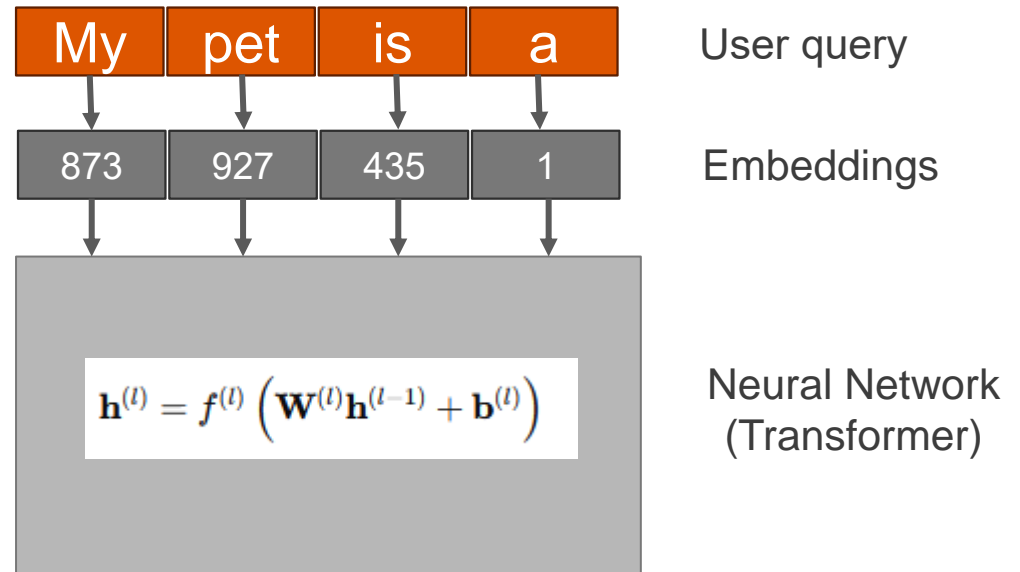 My pet is a User query
873 927 435 1 Embeddings
h^(l) = f^(l) (W^(l) h^(l−1) + b^(l))
Neural Network
(Transformer)